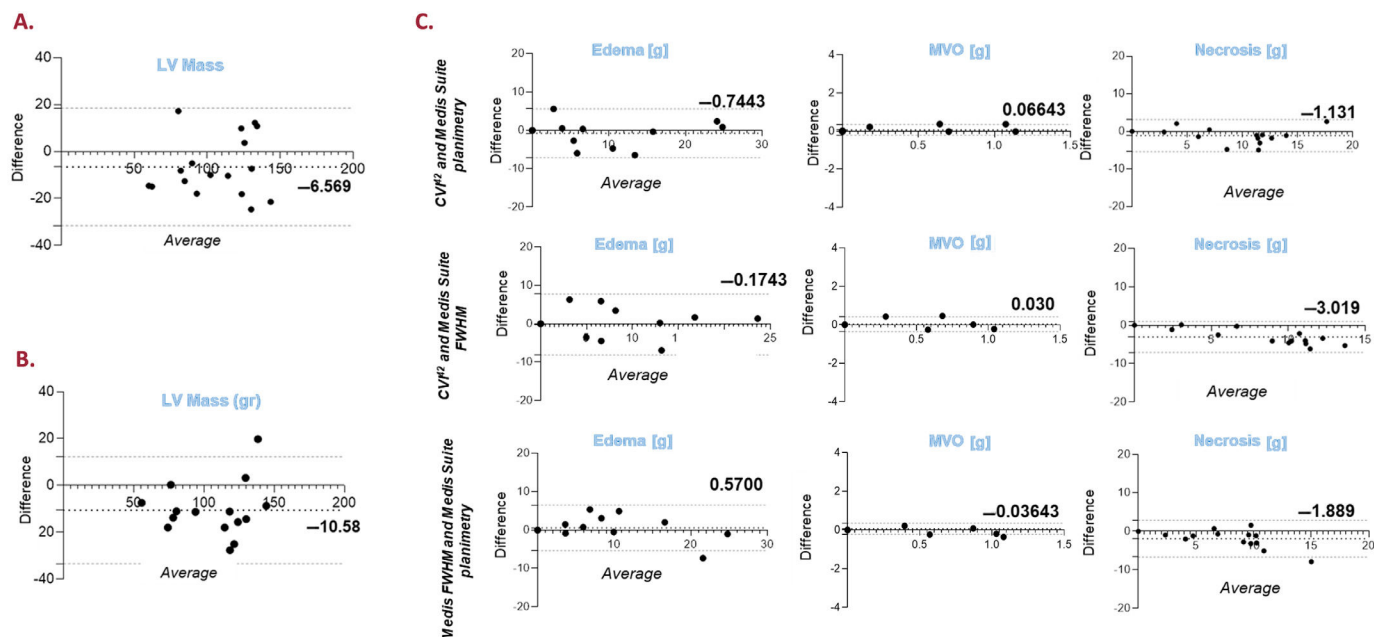 A.
LV Mass
40
20
0
-20
-40
50
100
150
200
Difference
−6.569
Average
B.
LV Mass (gr)
40
20
0
-20
-40
50
100
150
200
Difference
−10.58
Average
C.
CVI⁴² and Medis Suite
planimetry
Edema [g]
20
10
0
-10
-20
10
20
30
Difference
−0.7443
Average
MVO [g]
4
2
0
-2
-4
0.5
1.0
1.5
Difference
0.06643
Necrosis [g]
20
10
0
-10
-20
5
10
15
20
Difference
−1.131
Average
CVI⁴² and Medis Suite
FWHM
Edema [g]
20
10
0
-10
-20
5
10
1
25
Difference
−0.1743
Average
MVO [g]
4
2
0
-2
-4
0.5
1.0
1.5
Difference
0.030
Necrosis [g]
20
10
0
-10
-20
5
10
15
Difference
−3.019
Average
Medis FWHM and Medis Suite
planimetry
Edema [g]
20
10
0
-10
-20
10
20
30
Difference
0.5700
Average
MVO [g]
4
2
0
-2
-4
0.5
1.0
1.5
Difference
−0.03643
Necrosis [g]
20
10
0
-10
-20
5
10
15
20
Difference
−1.889
Average